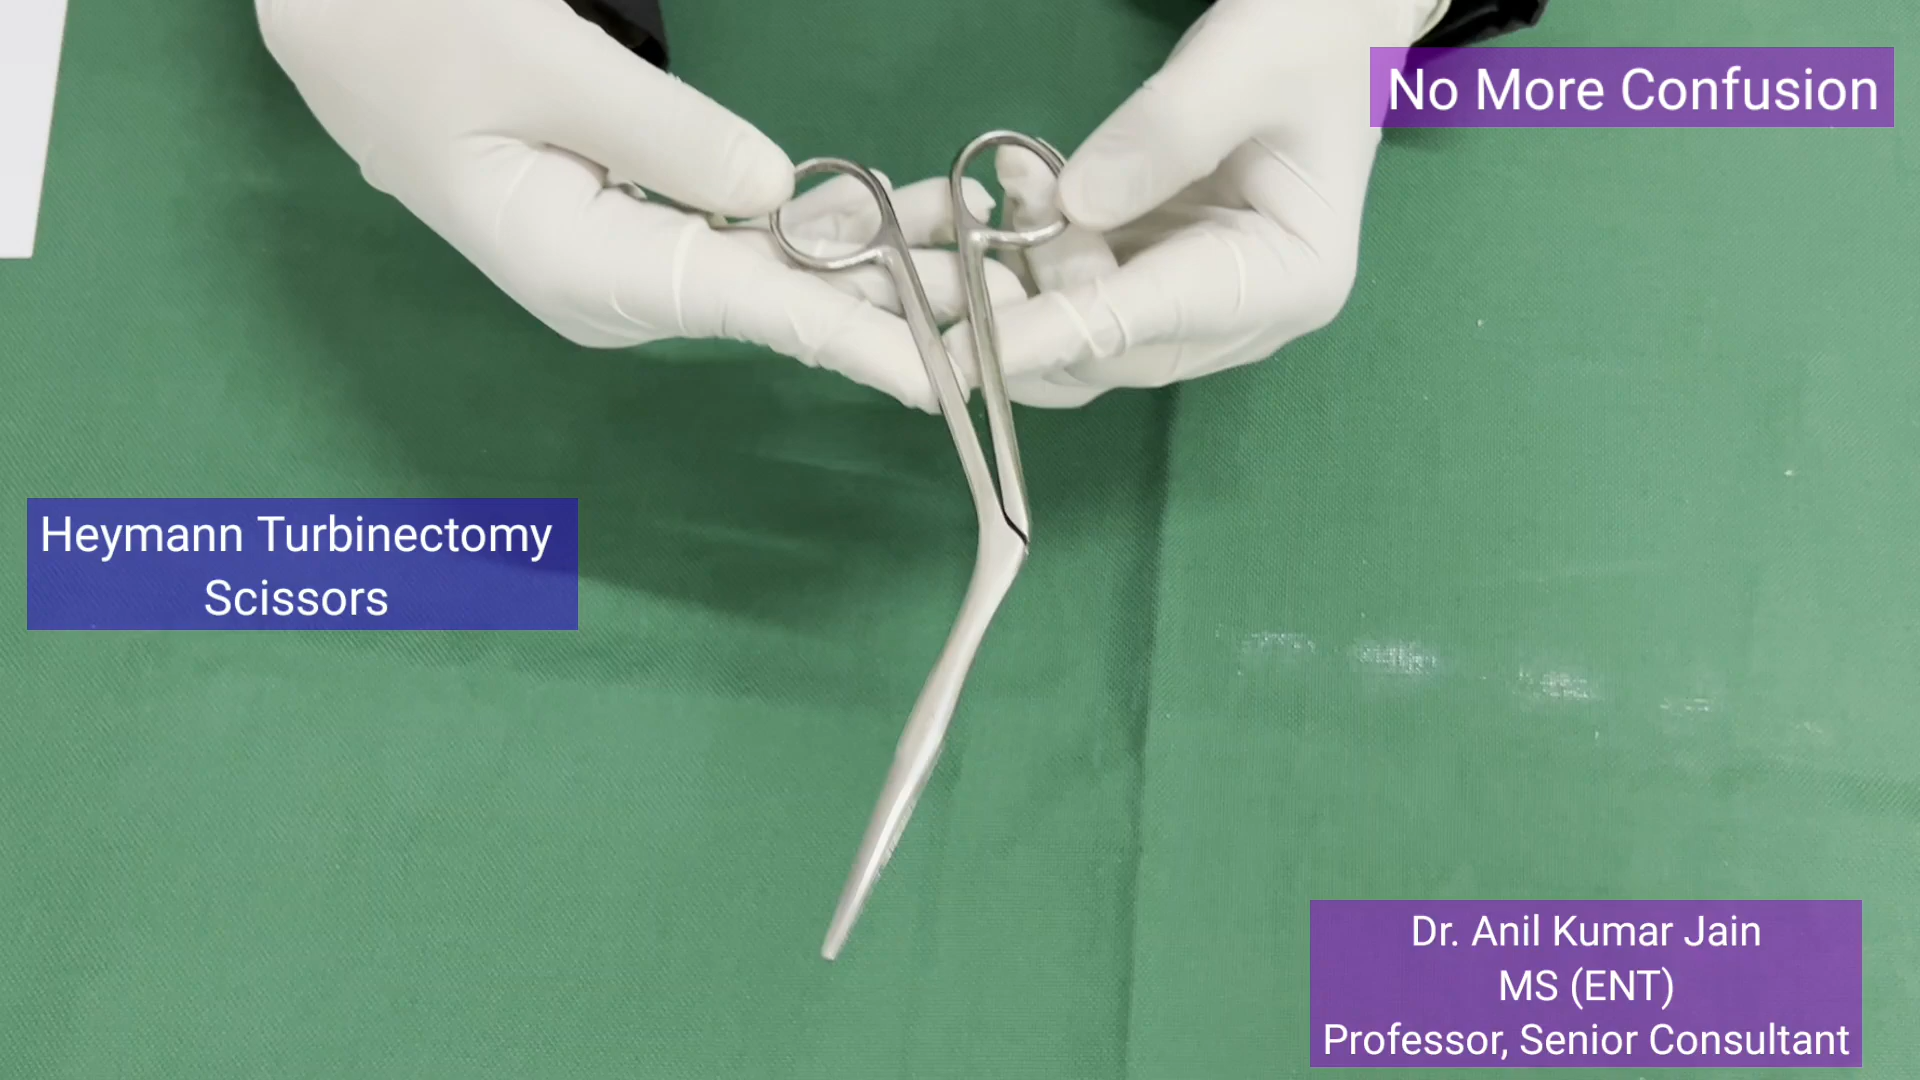 No More Confusion
Heymann Turbinectomy
Scissors
Dr. Anil Kumar Jain
MS (ENT)
Professor, Senior Consultant